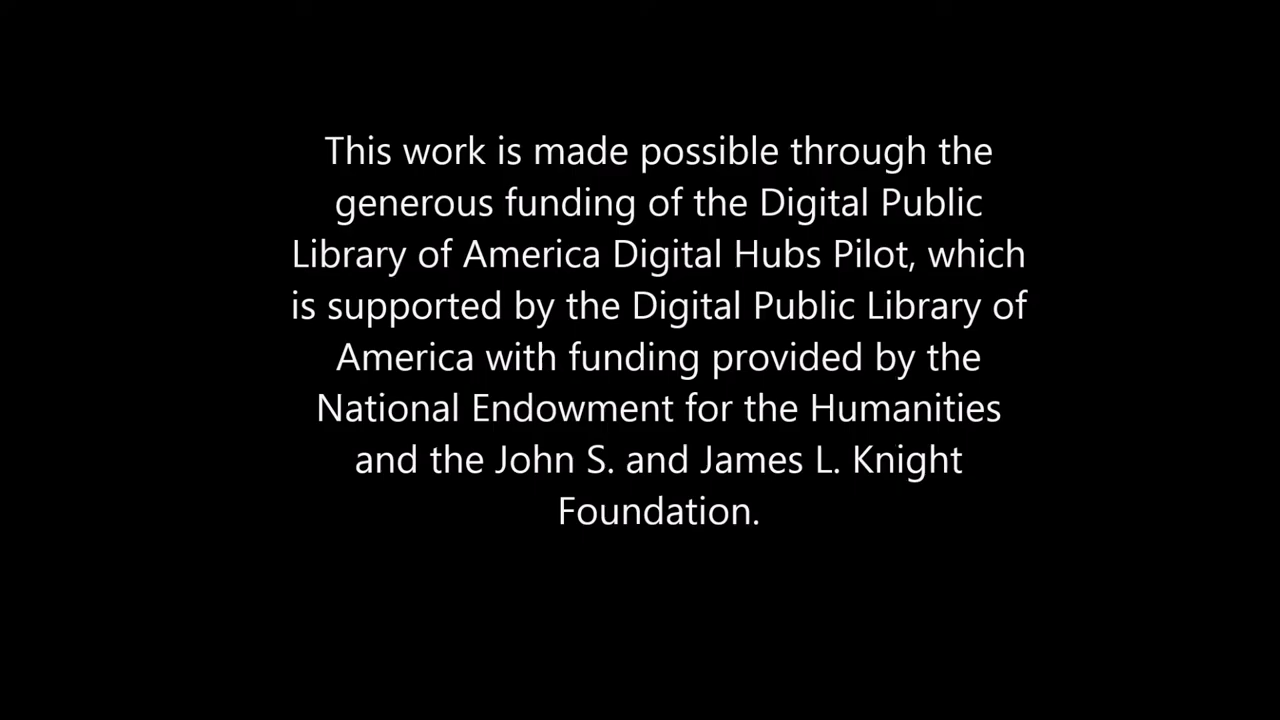 This work is made possible through the
generous funding of the Digital Public
Library of America Digital Hubs Pilot, which
is supported by the Digital Public Library of
America with funding provided by the
National Endowment for the Humanities
and the John S. and James L. Knight
Foundation.